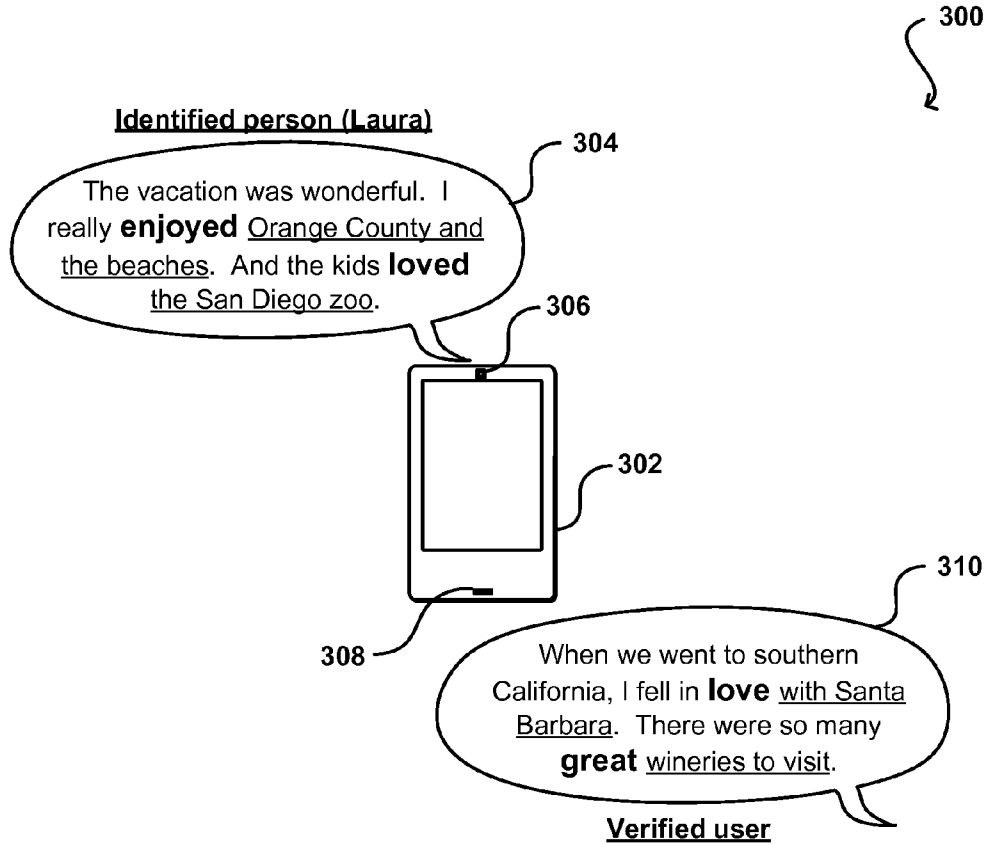 300
Identified person (Laura)
304
The vacation was wonderful. I
really enjoyed Orange County and
the beaches. And the kids loved
the San Diego zoo.
306
302
310
308
When we went to southern
California, I fell in love with Santa
Barbara. There were so many
great wineries to visit.
Verified user